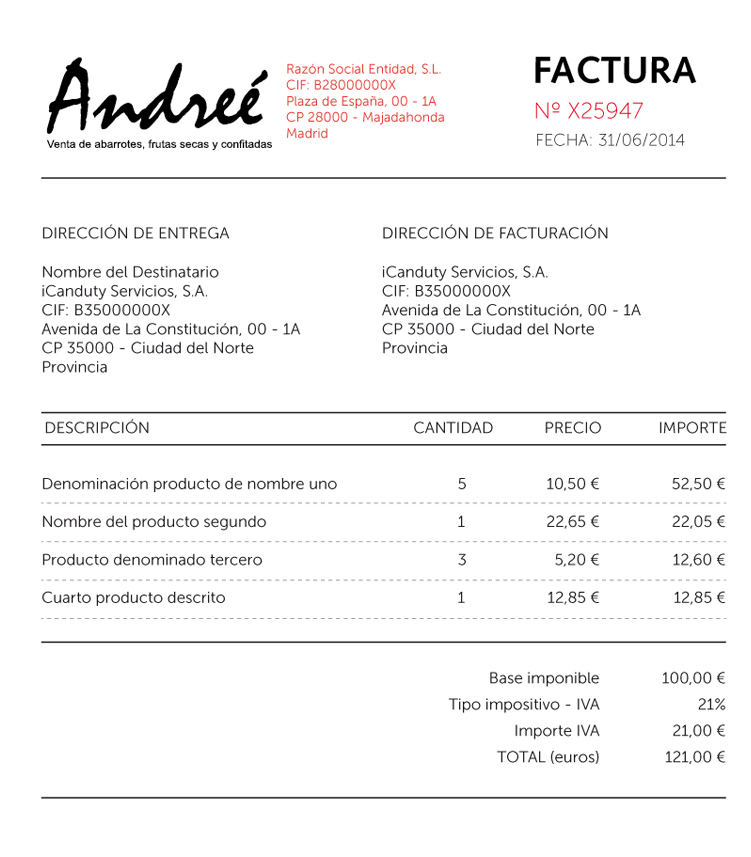 Andreé
Venta de abarrotes, frutas secas y confitadas
Razón Social Entidad, S.L.
CIF: B28000000X
Plaza de España, 00 - 1A
CP 28000 - Majadahonda
Madrid
FACTURA
Nº X25947
FECHA: 31/06/2014
DIRECCIÓN DE ENTREGA
Nombre del Destinatario
iCanduty Servicios, S.A.
CIF: B35000000X
Avenida de La Constitución, 00 - 1A
CP 35000 - Ciudad del Norte
Provincia
DIRECCIÓN DE FACTURACIÓN
iCanduty Servicios, S.A.
CIF: B35000000X
Avenida de La Constitución, 00 - 1A
CP 35000 - Ciudad del Norte
Provincia
DESCRIPCIÓN CANTIDAD PRECIO IMPORTE
Denominación producto de nombre uno 5 10,50 € 52,50 €
Nombre del producto segundo 1 22,65 € 22,05 €
Producto denominado tercero 3 5,20 € 12,60 €
Cuarto producto descrito 1 12,85 € 12,85 €
Base imponible 100,00 €
Tipo impositivo - IVA 21%
Importe IVA 21,00 €
TOTAL (euros) 121,00 €